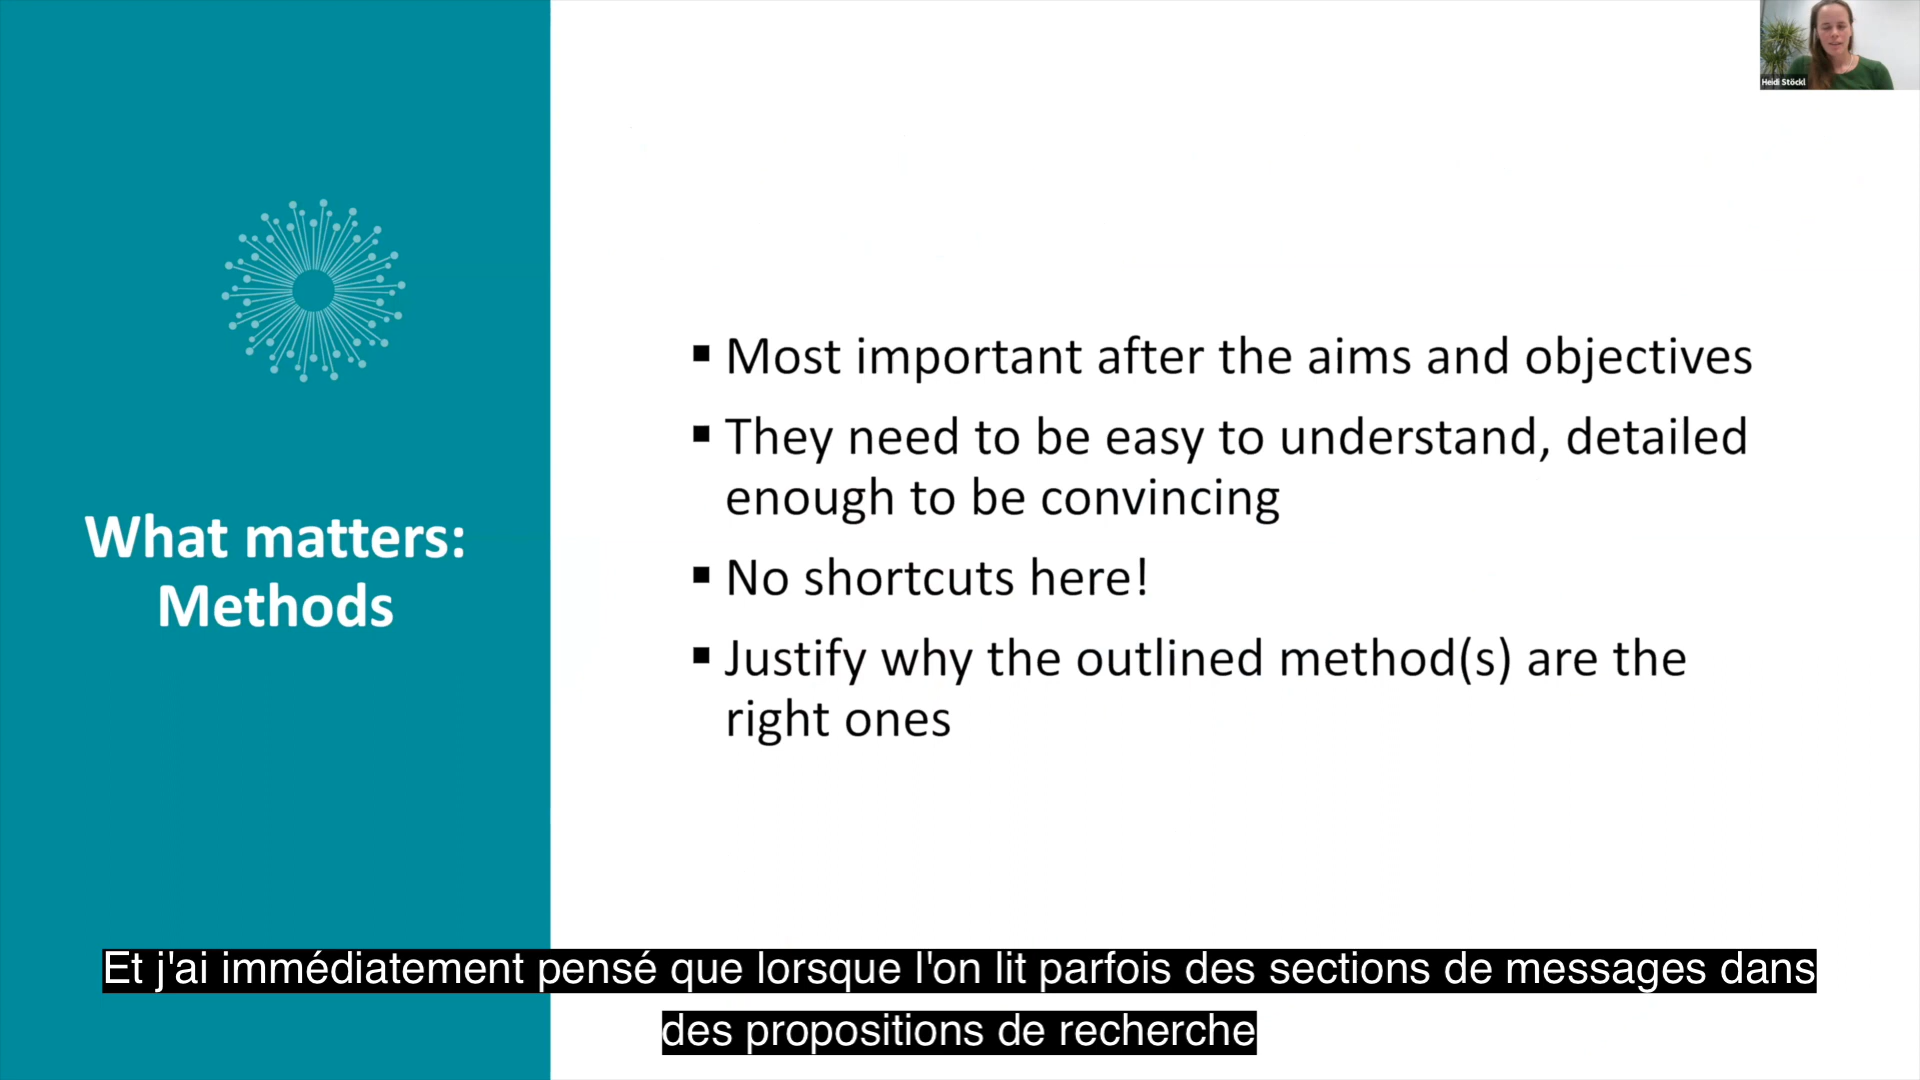 Heidi Stöckl
What matters:
Methods
▪ Most important after the aims and objectives
▪ They need to be easy to understand, detailed
enough to be convincing
▪ No shortcuts here!
▪ Justify why the outlined method(s) are the
right ones
Et j'ai immédiatement pensé que lorsque l'on lit parfois des sections de messages dans
des propositions de recherche